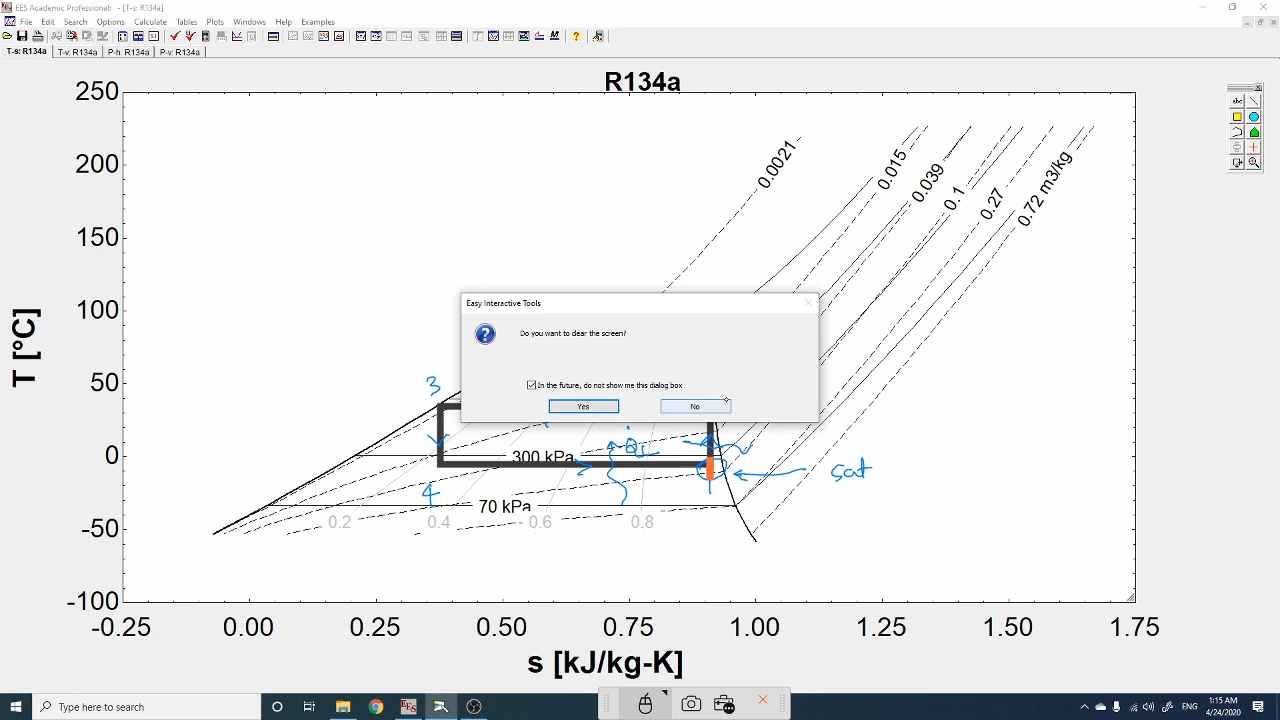 EES Academic Professional: - [T-s: R134a]
File Edit Search Options Calculate Tables Plots Windows Help Examples
T-s: R134a T-v: R134a P-h: R134a P-v: R134a
R134a
250
200
150
100
50
0
-50
-100
T [°C]
0.0021
0.015
0.039
0.1
0.27
0.72 m3/kg
abc
Easy Interactive Tools
Do you want to clear the screen?
In the future, do not show me this dialog box
Yes No
3
Q̇L
300 kPa
sat
4
70 kPa
0.2 0.4 0.6 0.8
-0.25 0.00 0.25 0.50 0.75 1.00 1.25 1.50 1.75
s [kJ/kg-K]
Type here to search
EES
ENG
1:15 AM
4/24/2020